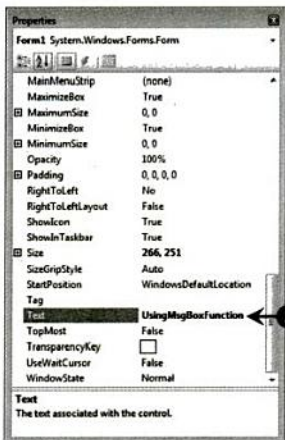 Properties
Form1 System.Windows.Forms.Form
MainMenuStrip (none)
MaximizeBox True
MaximumSize 0, 0
MinimizeBox True
MinimumSize 0, 0
Opacity 100%
Padding 0, 0, 0, 0
RightToLeft No
RightToLeftLayout False
ShowIcon True
ShowInTaskbar True
Size 266, 251
SizeGripStyle Auto
StartPosition WindowsDefaultLocation
Tag
Text UsingMsgBoxFunction
TopMost False
TransparencyKey
UseWaitCursor False
WindowState Normal
Text
The text associated with the control.